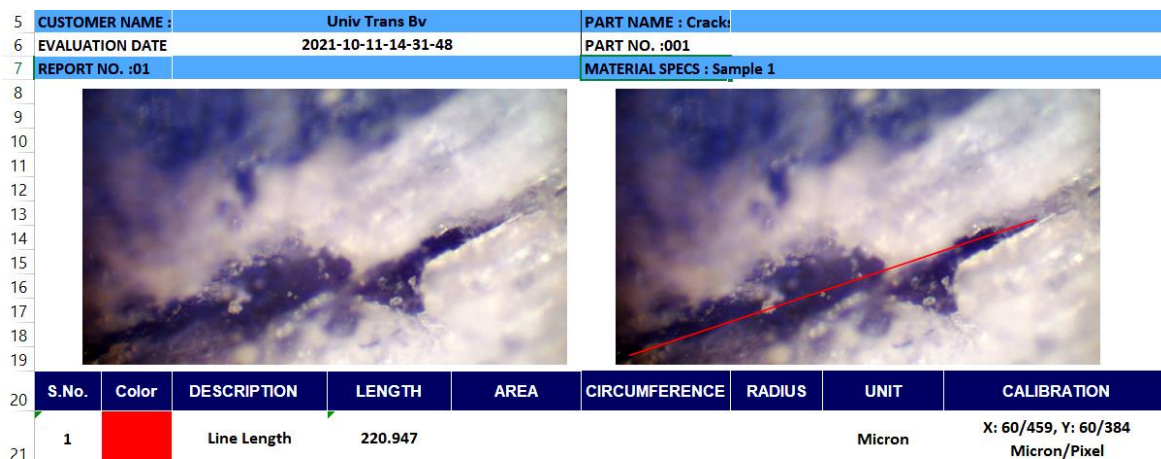 5 CUSTOMER NAME : Univ Trans Bv PART NAME : Cracks
6 EVALUATION DATE 2021-10-11-14-31-48 PART NO. :001
7 REPORT NO. :01 MATERIAL SPECS : Sample 1
8
9
10
11
12
13
14
15
16
17
18
19
20 S.No. Color DESCRIPTION LENGTH AREA CIRCUMFERENCE RADIUS UNIT CALIBRATION
21 1 Line Length 220.947 Micron X: 60/459, Y: 60/384
Micron/Pixel